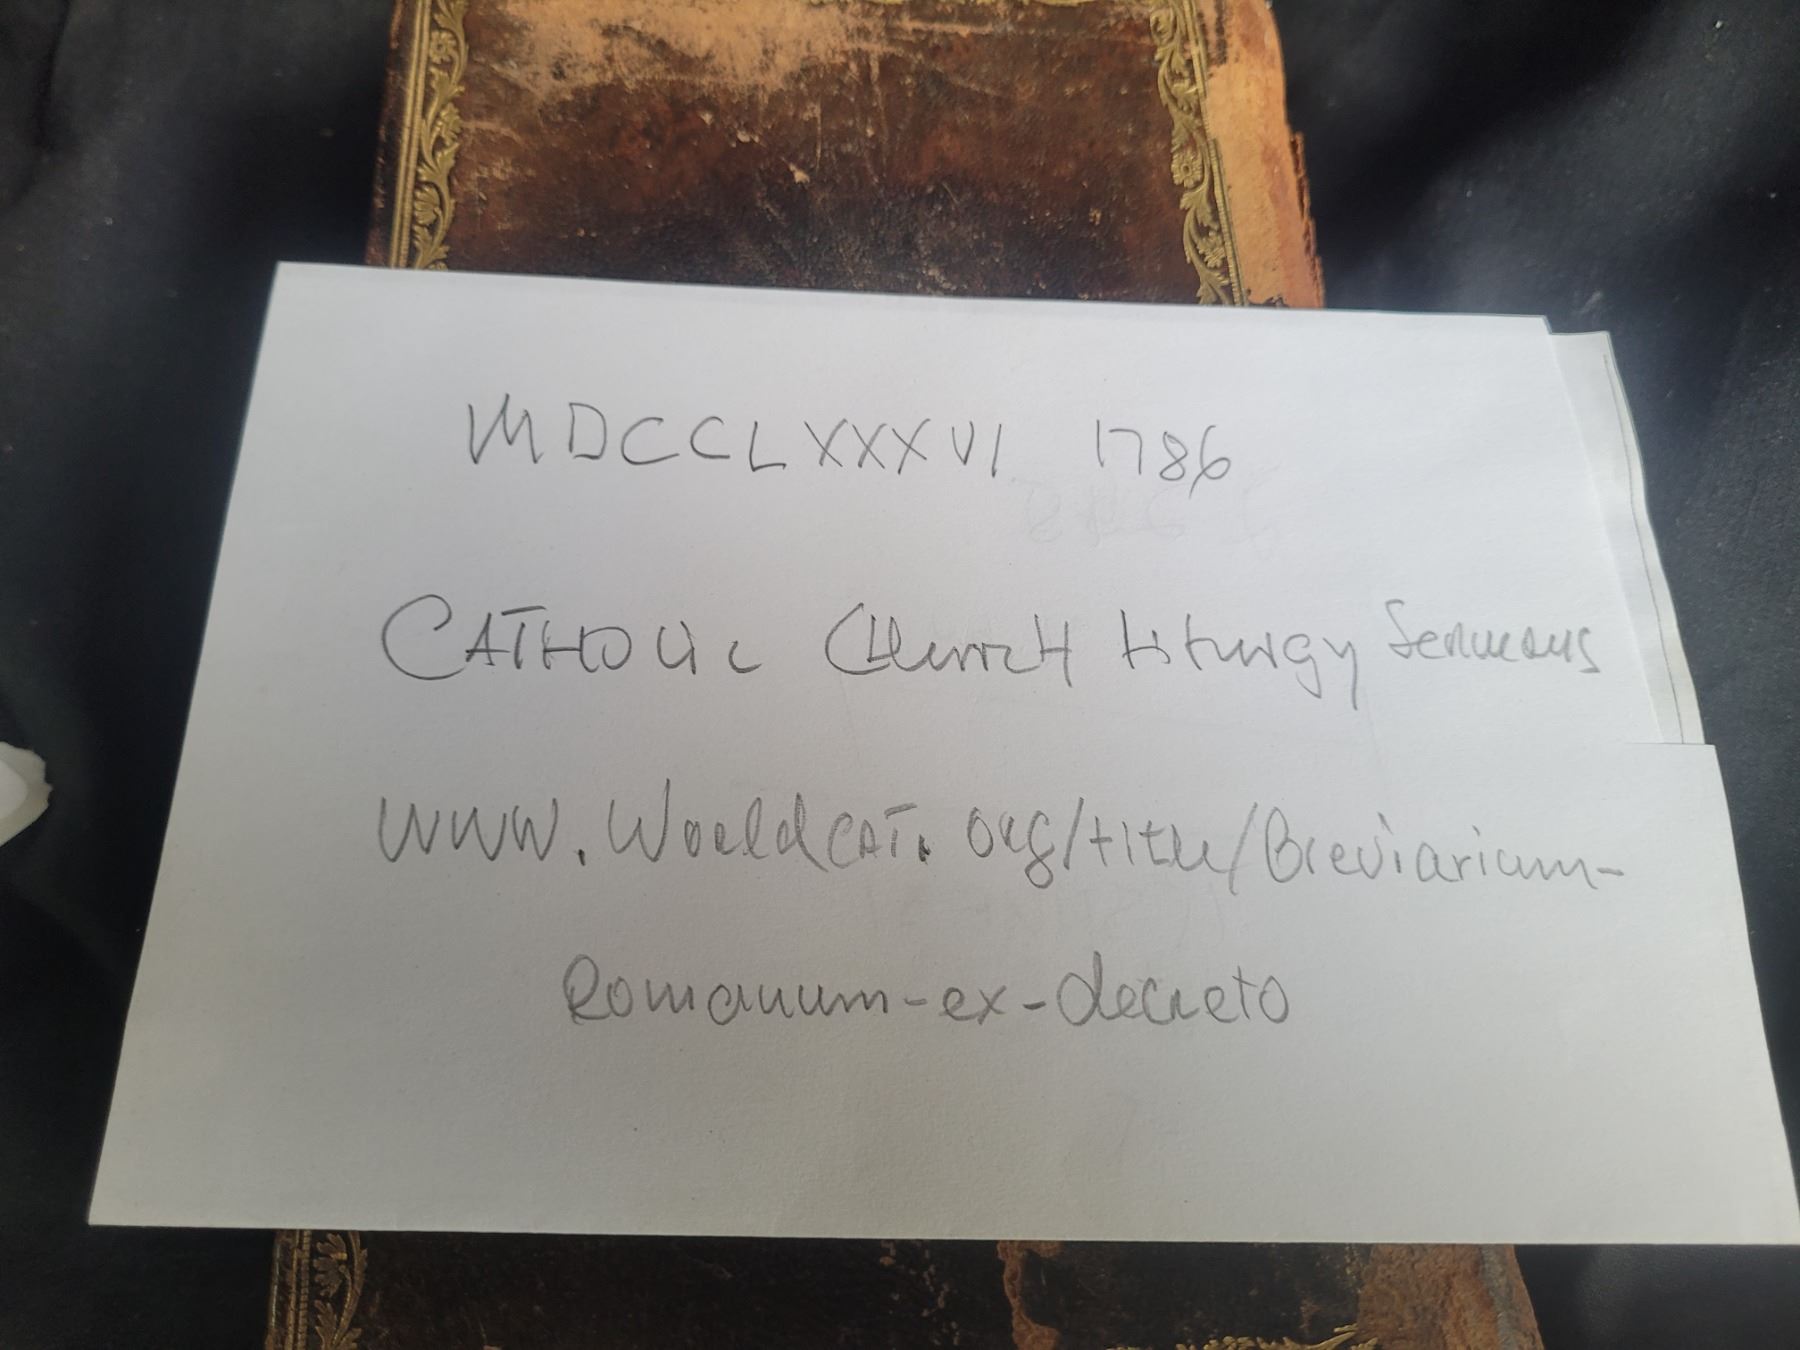 MDCCLXXXVI 1786
CATHOLIC CHurcH Liturgy Sermons
WWW.WorldCAT.org/title/Breviarium-
Romanum-ex-decreto